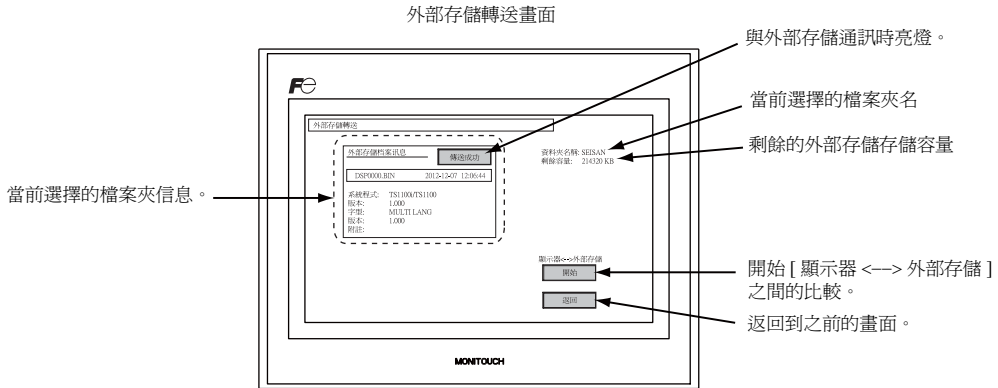 外部存儲轉送畫面
與外部存儲通訊時亮燈。
當前選擇的檔案夾名
剩餘的外部存儲存儲容量
當前選擇的檔案夾信息。
Fe
外部存儲轉送
外部存儲档案讯息
傳送成功
資料夾名稱: SEISAN
剩餘容量: 214320 KB
DSP0000.BIN 2012-12-07 12:06:44
系統程式: TS1100i/TS1100
版本: 1.000
字型: MULTI LANG
版本: 1.000
附註:
顯示器<-->外部存儲
開始
返回
開始 [ 顯示器 <––> 外部存儲 ]
之間的比較。
返回到之前的畫面。
MONITOUCH